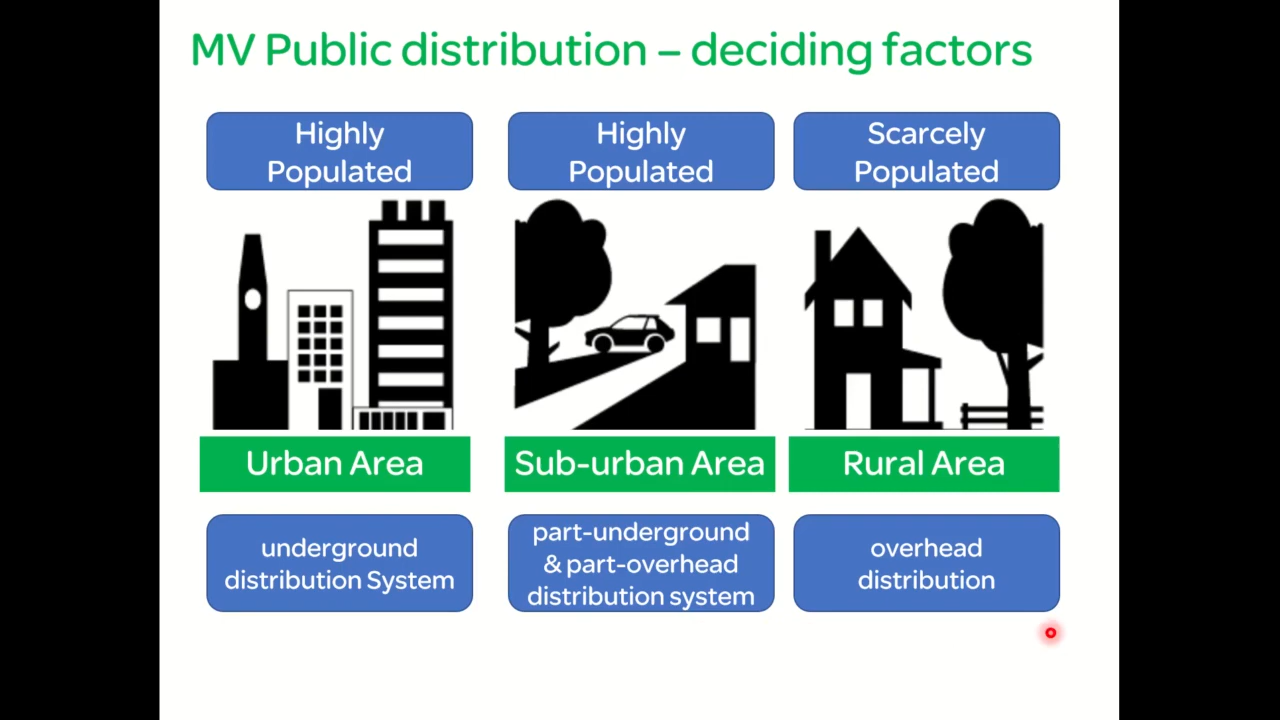 MV Public distribution – deciding factors
Highly
Populated
Highly
Populated
Scarcely
Populated
Urban Area
Sub-urban Area
Rural Area
underground
distribution System
part-underground
& part-overhead
distribution system
overhead
distribution